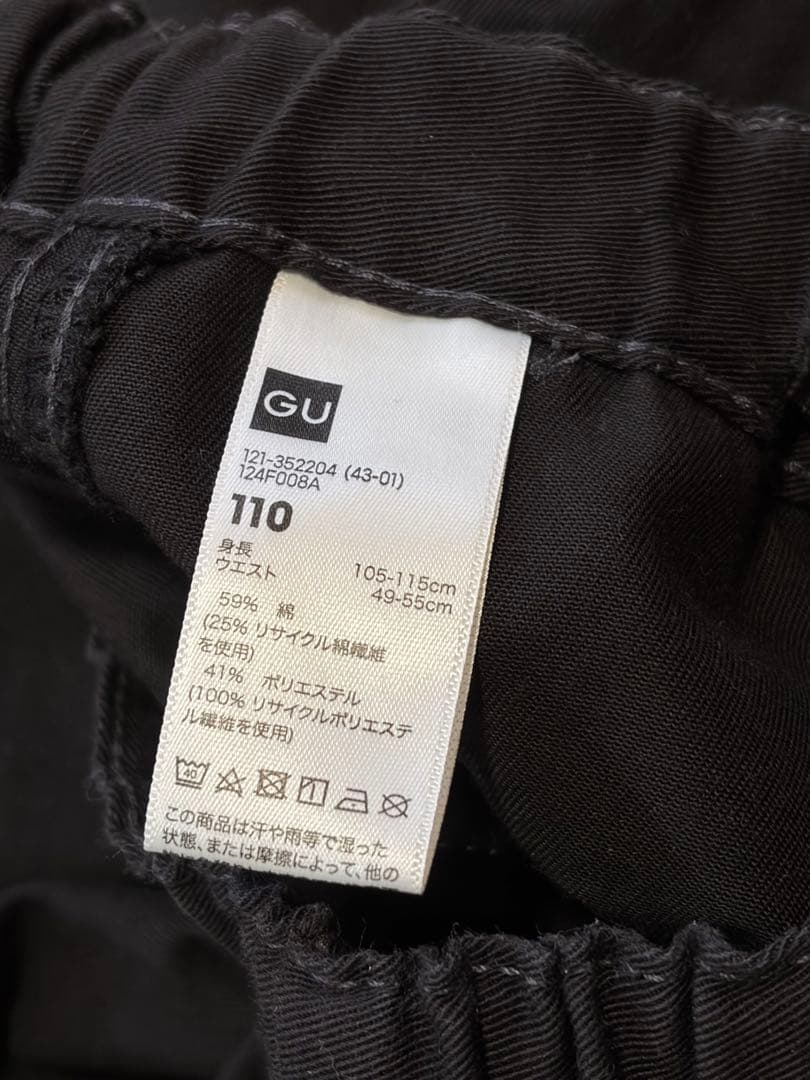 GU
121-352204 (43-01)
124F008A
110
身長 105-115cm
ウエスト 49-55cm
59% 綿
(25% リサイクル綿繊維
を使用)
41% ポリエステル
(100% リサイクルポリエステ
ル繊維を使用)
40
この商品は汗や雨等で湿った
状態、または摩擦によって、他の